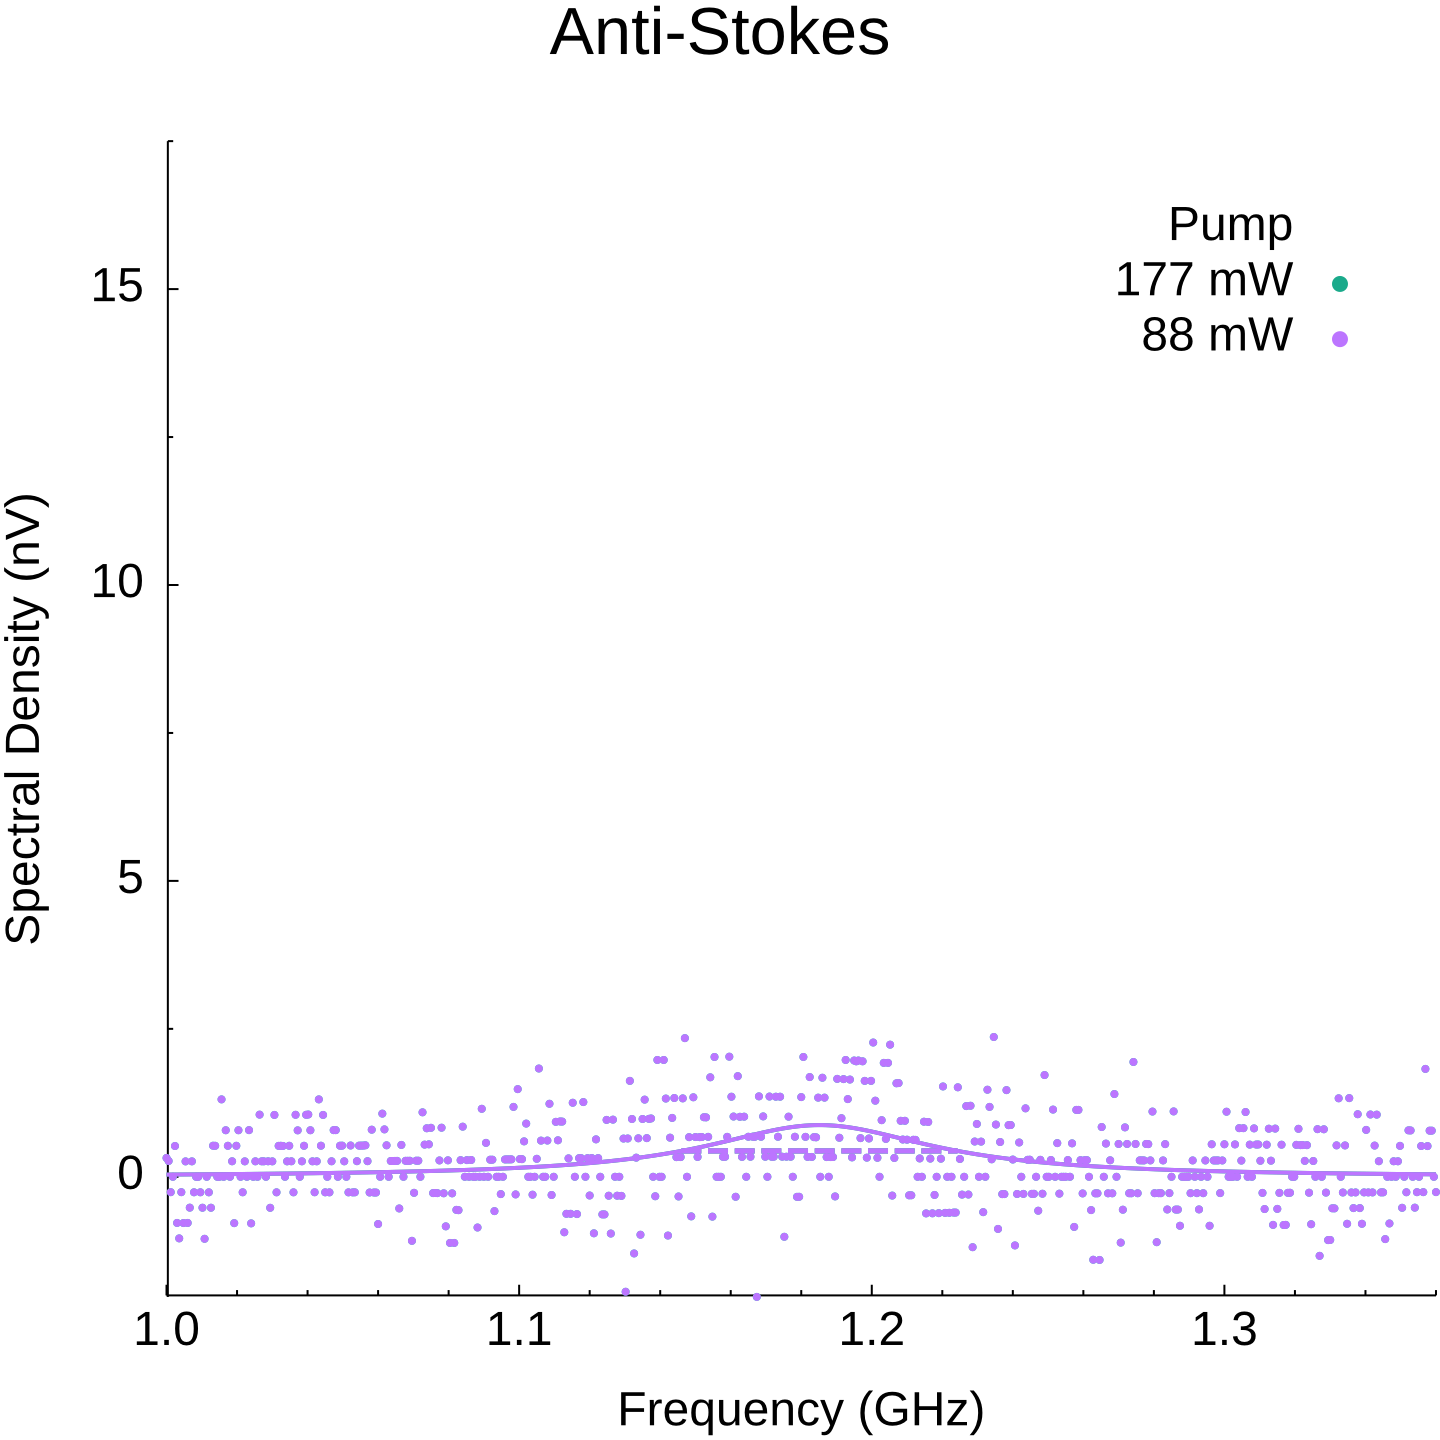 Anti-Stokes
Pump
177 mW
88 mW
15
10
5
0
Spectral Density (nV)
1.0 1.1 1.2 1.3
Frequency (GHz)